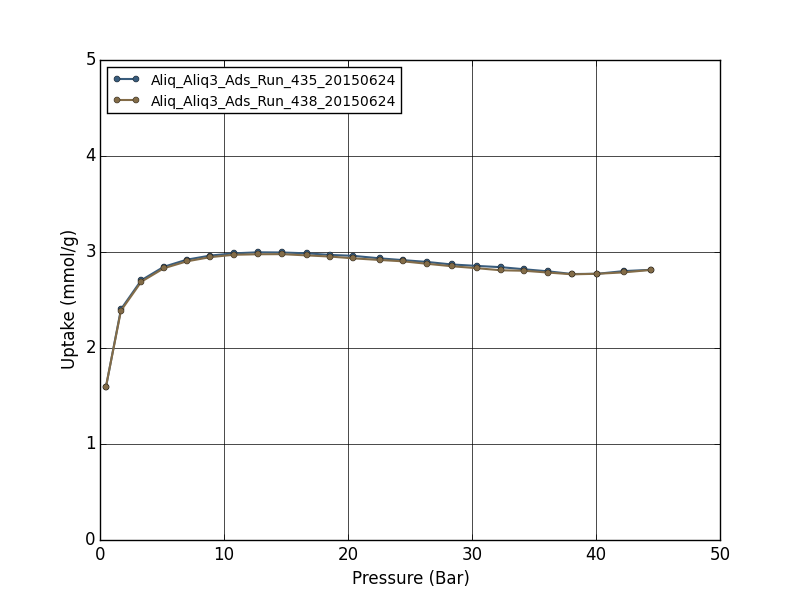 5
Aliq_Aliq3_Ads_Run_435_20150624
Aliq_Aliq3_Ads_Run_438_20150624
4
3
2
1
0
Uptake (mmol/g)
0 10 20 30 40 50
Pressure (Bar)